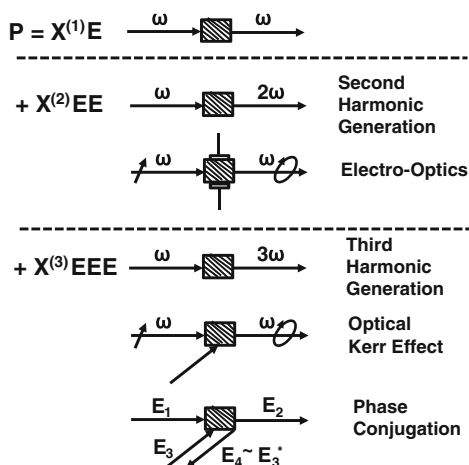 P = X⁽¹⁾E ω ω
+ X⁽²⁾EE ω 2ω Second Harmonic Generation
ω ω Electro-Optics
+ X⁽³⁾EEE ω 3ω Third Harmonic Generation
ω ω Optical Kerr Effect
E₁ E₂ Phase Conjugation
E₃ E₄ ~ E₃*